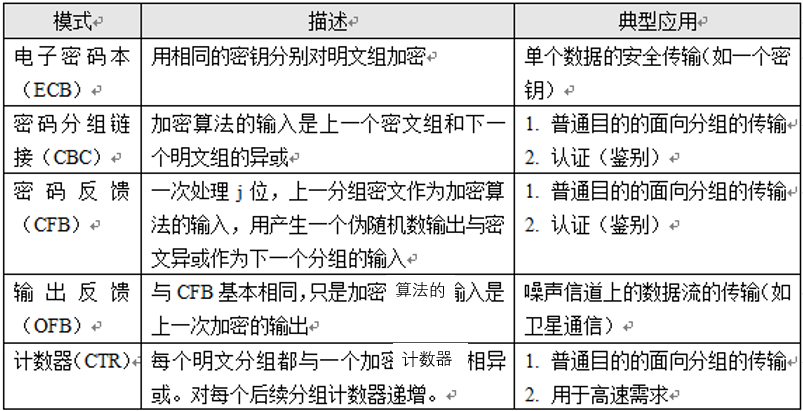 模式 描述 典型应用
电子密码本 用相同的密钥分别对明文组加密 单个数据的安全传输(如一个密
（ECB） 钥）
密码分组链 加密算法的输入是上一个密文组和下一 1. 普通目的的面向分组的传输
接（CBC） 个明文组的异或 2. 认证（鉴别）
密码反馈 一次处理 j 位，上一分组密文作为加密算 1. 普通目的的面向分组的传输
（CFB） 法的输入，用产生一个伪随机数输出与密 2. 认证（鉴别）
文异或作为下一个分组的输入
输出反馈 与 CFB 基本相同，只是加密 算法的 输入是 噪声信道上的数据流的传输(如
（OFB） 上一次加密的输出 卫星通信）
计数器(CTR) 每个明文分组都与一个加密 计数器 相异 1. 普通目的的面向分组的传输
或。对每个后续分组计数器递增。 2. 用于高速需求